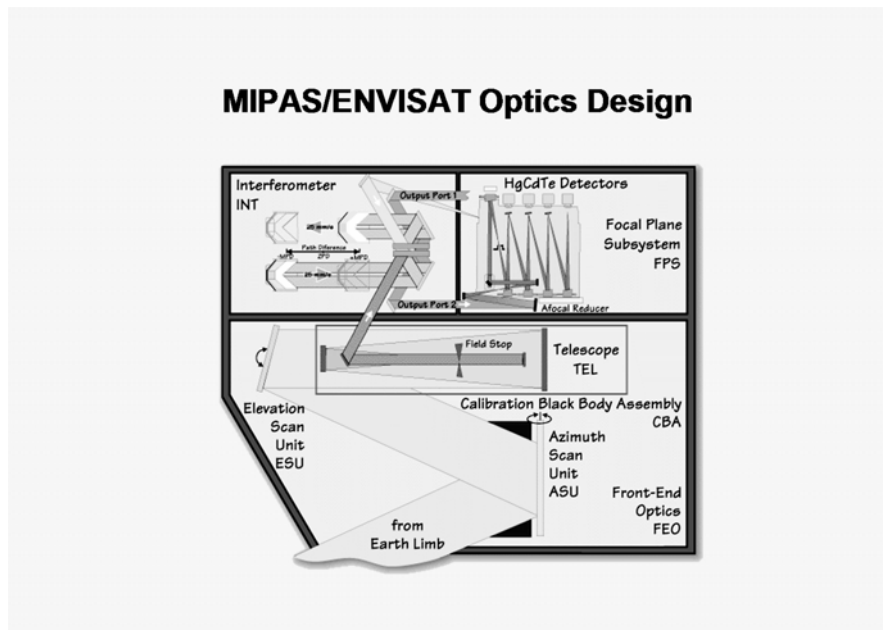 MIPAS/ENVISAT Optics Design
Interferometer
INT
Output Port 1
HgCdTe Detectors
Focal Plane
Subsystem
FPS
Path Diference
ZPD
Output Port 2
Afocal Reducer
Field Stop
Telescope
TEL
Calibration Black Body Assembly
CBA
Elevation
Scan
Unit
ESU
Azimuth
Scan
Unit
ASU
Front-End
Optics
FEO
from
Earth Limb